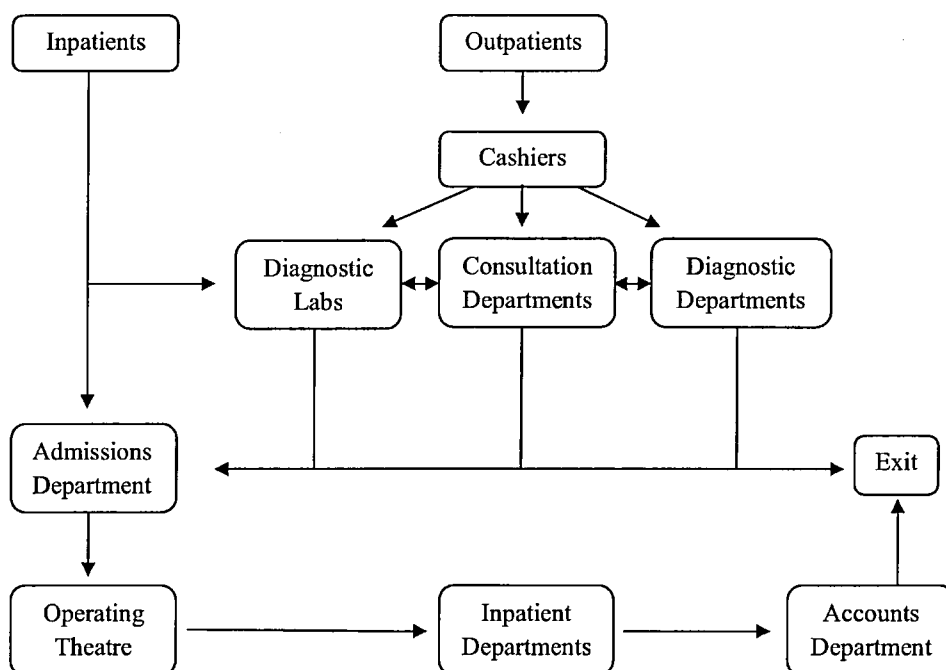 Inpatients
Outpatients
Cashiers
Diagnostic
Labs
Consultation
Departments
Diagnostic
Departments
Admissions
Department
Exit
Operating
Theatre
Inpatient
Departments
Accounts
Department